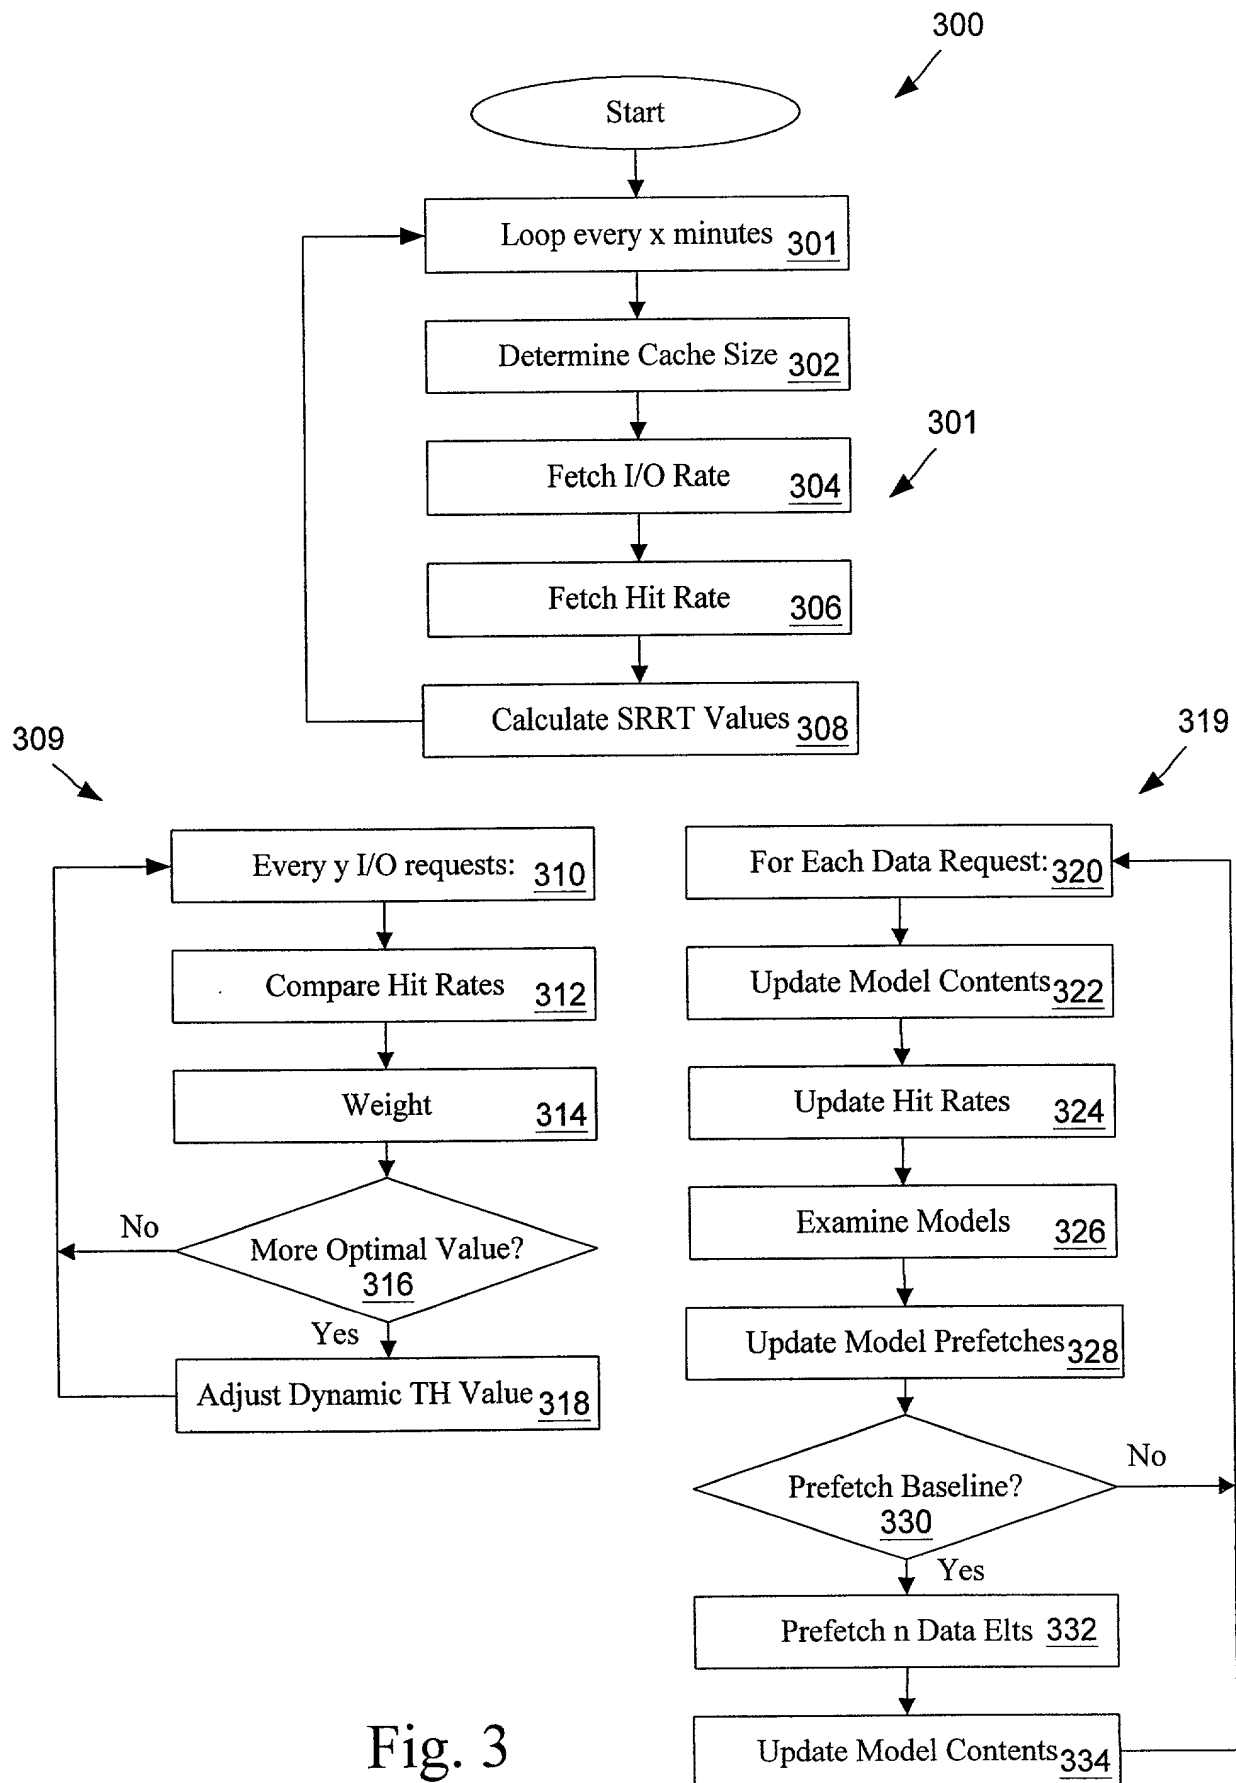 300
Start
Loop every x minutes 301
Determine Cache Size 302
301
Fetch I/O Rate 304
Fetch Hit Rate 306
Calculate SRRT Values 308
309
Every y I/O requests: 310
Compare Hit Rates 312
Weight 314
More Optimal Value?
316
No
Yes
Adjust Dynamic TH Value 318
319
For Each Data Request: 320
Update Model Contents 322
Update Hit Rates 324
Examine Models 326
Update Model Prefetches 328
Prefetch Baseline?
330
No
Yes
Prefetch n Data Elts 332
Update Model Contents 334
Fig. 3